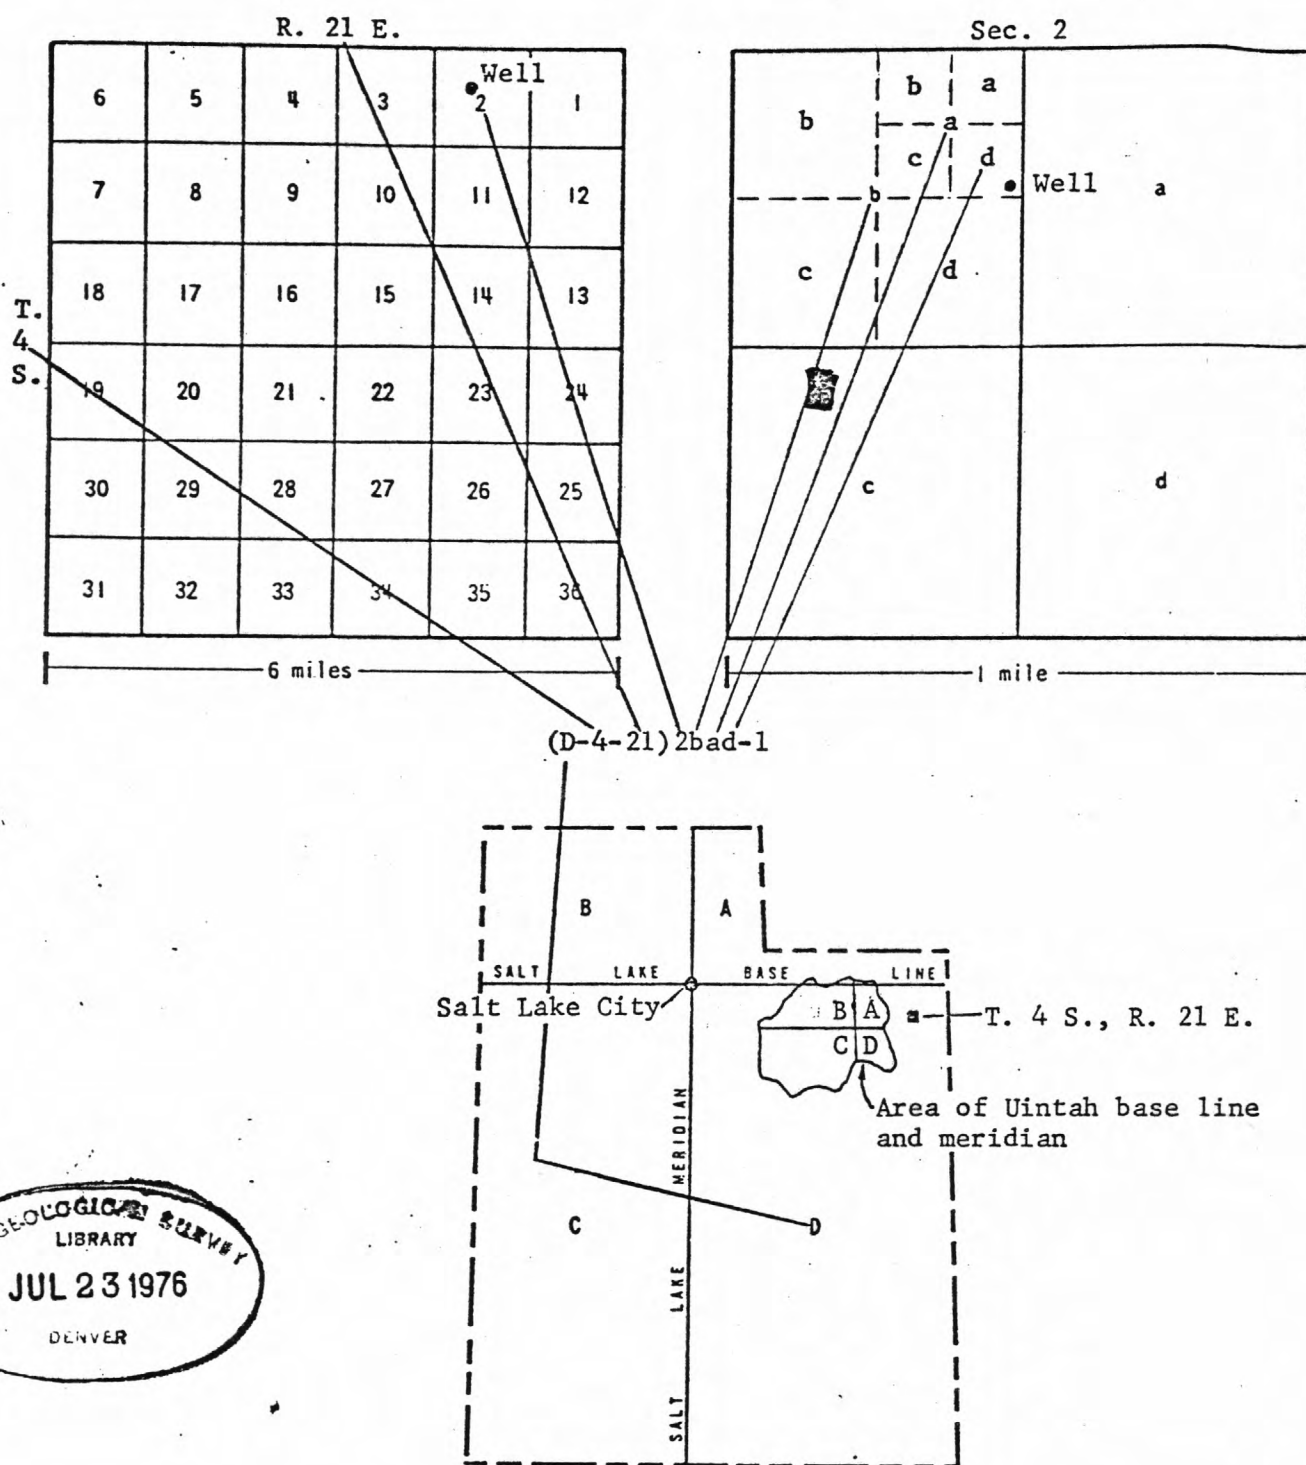 R. 21 E.
Sec. 2
Well
6 5 4 3 2 1
7 8 9 10 11 12
18 17 16 15 14 13
19 20 21 22 23 24
30 29 28 27 26 25
31 32 33 34 35 36
T.
4
S.
b a
b a
c d
Well
a
b
c d
c d
6 miles
1 mile
(D-4-21)2bad-1
B A
SALT LAKE BASE LINE
Salt Lake City
B A
T. 4 S., R. 21 E.
C D
Area of Uintah base line
and meridian
C D
SALT LAKE MERIDIAN
GEOLOGICAL SURVEY
LIBRARY
JUL 23 1976
DENVER